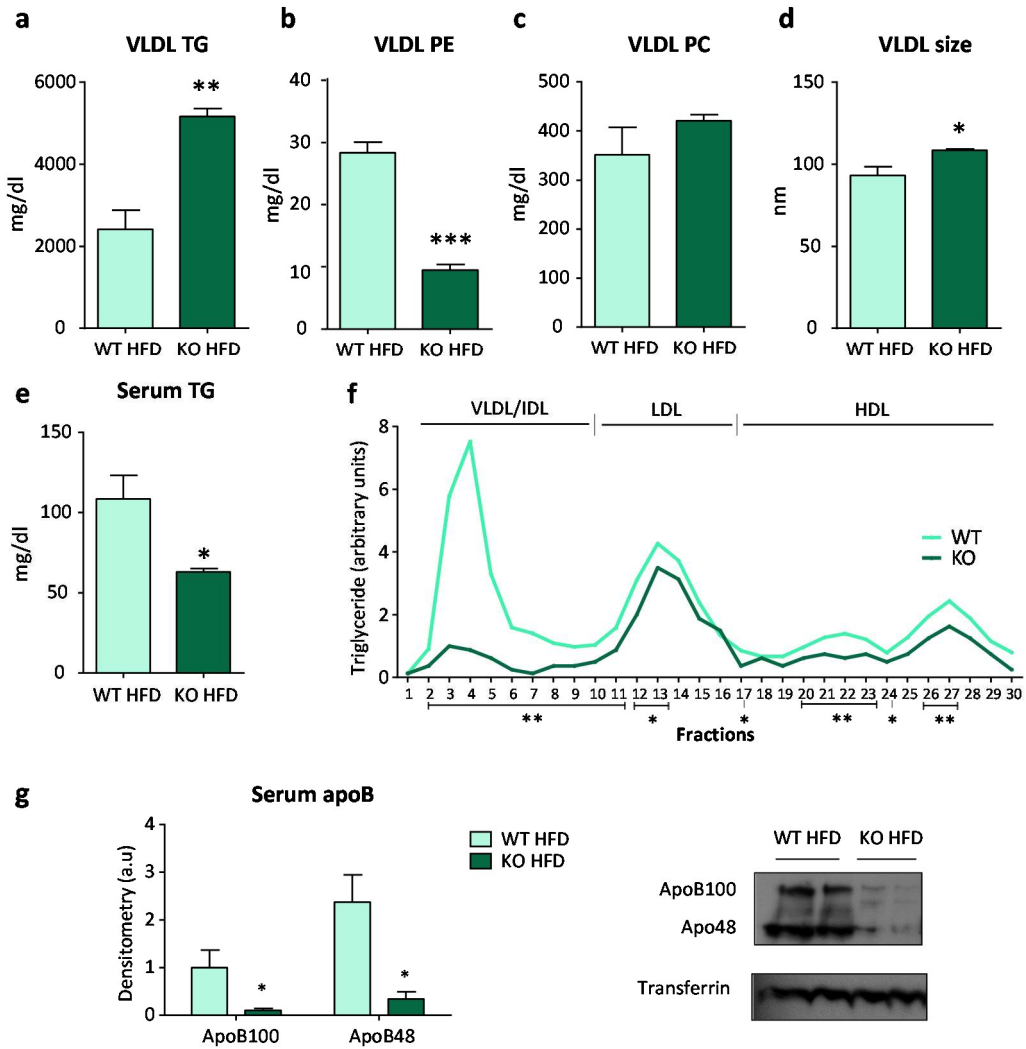 a
VLDL TG
6000
4000
2000
0
mg/dl
**
WT HFD
KO HFD
b
VLDL PE
40
30
20
10
0
mg/dl
***
WT HFD
KO HFD
c
VLDL PC
500
400
300
200
100
0
mg/dl
WT HFD
KO HFD
d
VLDL size
150
100
50
0
nm
*
WT HFD
KO HFD
e
Serum TG
150
100
50
0
mg/dl
*
WT HFD
KO HFD
f
VLDL/IDL
LDL
HDL
8
6
4
2
0
Triglyceride (arbitrary units)
WT
KO
1 2 3 4 5 6 7 8 9 10 11 12 13 14 15 16 17 18 19 20 21 22 23 24 25 26 27 28 29 30
** * * ** * **
Fractions
g
Serum apoB
4
3
2
1
0
Densitometry (a.u)
*
*
ApoB100
ApoB48
WT HFD
KO HFD
WT HFD KO HFD
ApoB100
Apo48
Transferrin